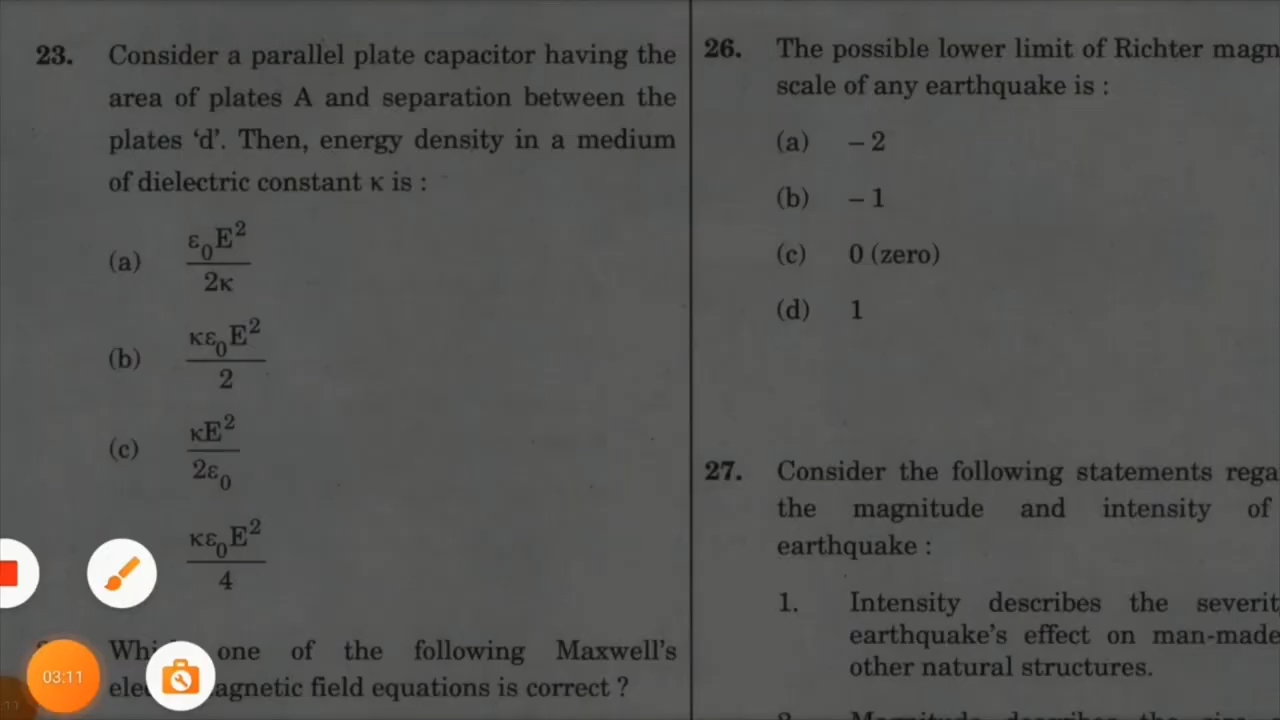 23. Consider a parallel plate capacitor having the
area of plates A and separation between the
plates ‘d’. Then, energy density in a medium
of dielectric constant κ is :
(a) ε₀E²
2κ
(b) κε₀E²
2
(c) κE²
2ε₀
κε₀E²
4
one of the following Maxwell’s
field equations is correct ?
26. The possible lower limit of Richter magn
scale of any earthquake is :
(a) – 2
(b) – 1
(c) 0 (zero)
(d) 1
27. Consider the following statements rega
the magnitude and intensity of
earthquake :
1. Intensity describes the severit
earthquake’s effect on man-made
other natural structures.
03:11